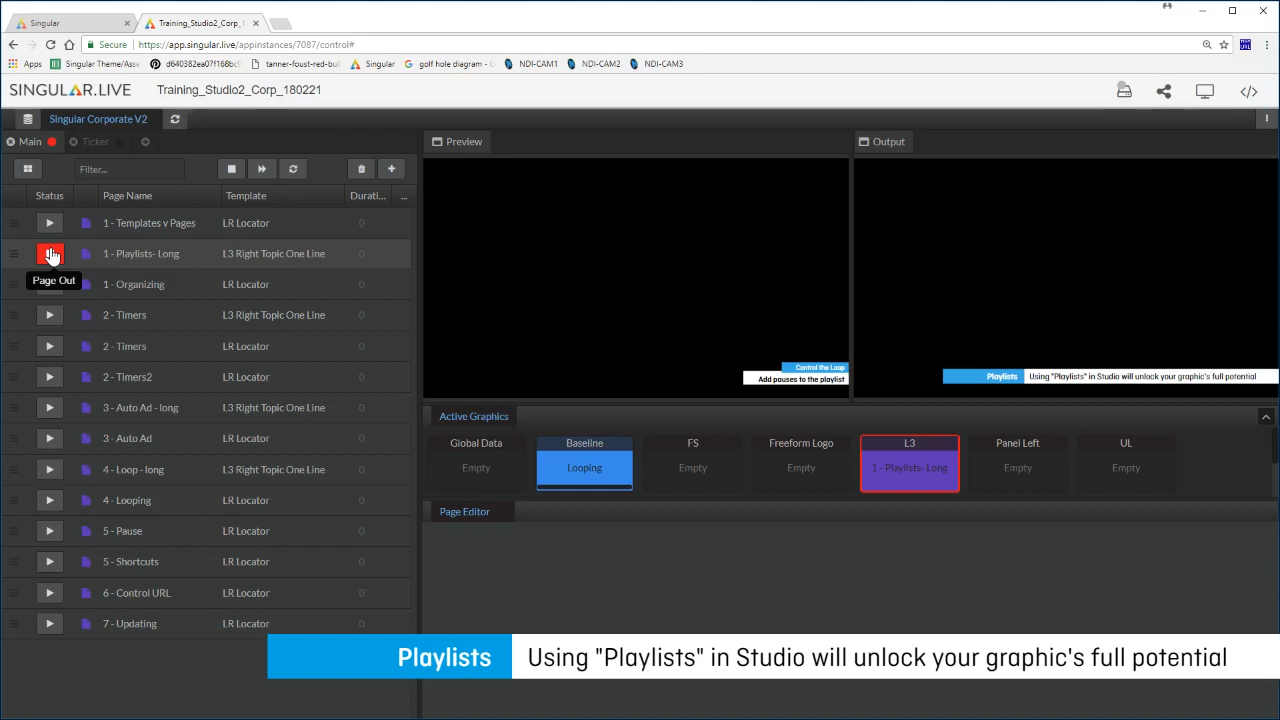 Singular
Training_Studio2_Corp_1
Secure
https://app.singular.live/appinstances/7087/control#
Apps
Singular Theme/Asse
d640382ea07f168bc9
tanner-foust-red-bul
Singular
golf hole diagram - G
NDI-CAM1
NDI-CAM2
NDI-CAM3
SINGULAR.LIVE
Training_Studio2_Corp_180221
Singular Corporate V2
Main
Ticker
Preview
Output
Filter...
Status
Page Name
Template
Durati...
...
1 - Templates v Pages
LR Locator
0
1 - Playlists- Long
L3 Right Topic One Line
0
Page Out
1 - Organizing
LR Locator
0
2 - TImers
L3 Right Topic One LIne
0
2 - Timers
LR Locator
0
2 - Timers2
LR Locator
0
3 - Auto Ad - long
L3 Right Topic One Line
0
3 - Auto Ad
LR Locator
0
4 - Loop - long
L3 Right Topic One Line
0
4 - Looping
LR Locator
0
5 - Pause
LR Locator
0
5 - Shortcuts
LR Locator
0
6 - Control URL
LR Locator
0
7 - Updating
LR Locator
0
Control the Loop
Add pauses to the playlist
Playlists
Using "Playlists" in Studio will unlock your graphic's full potential
Active Graphics
Global Data
Baseline
FS
Freeform Logo
L3
Panel Left
UL
Empty
Looping
Empty
Empty
1 - Playlists- Long
Empty
Empty
Page Editor
Playlists
Using "Playlists" in Studio will unlock your graphic's full potential